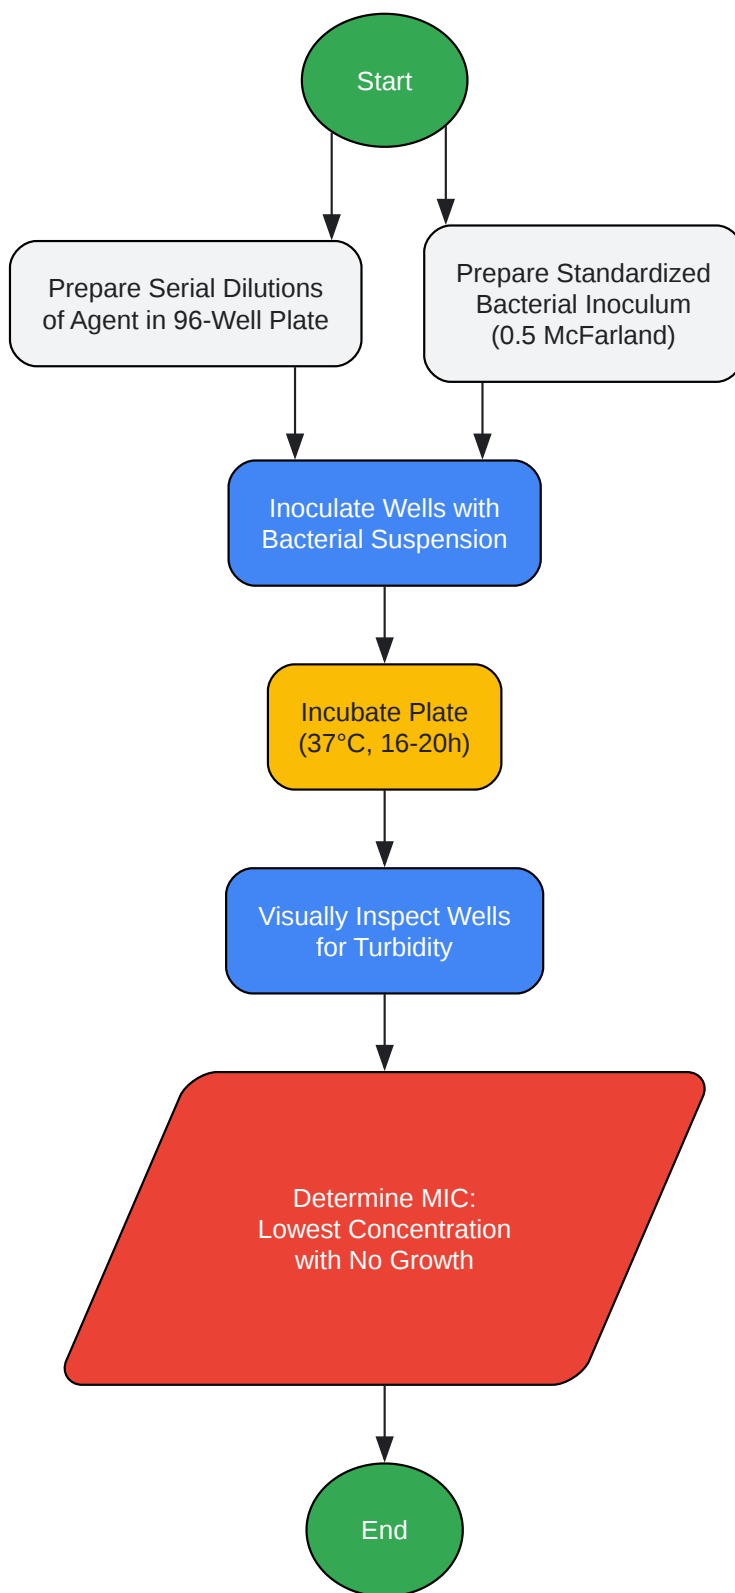 Start
Prepare Serial Dilutions
of Agent in 96-Well Plate
Prepare Standardized
Bacterial Inoculum
(0.5 McFarland)
Inoculate Wells with
Bacterial Suspension
Incubate Plate
(37°C, 16-20h)
Visually Inspect Wells
for Turbidity
Determine MIC:
Lowest Concentration
with No Growth
End